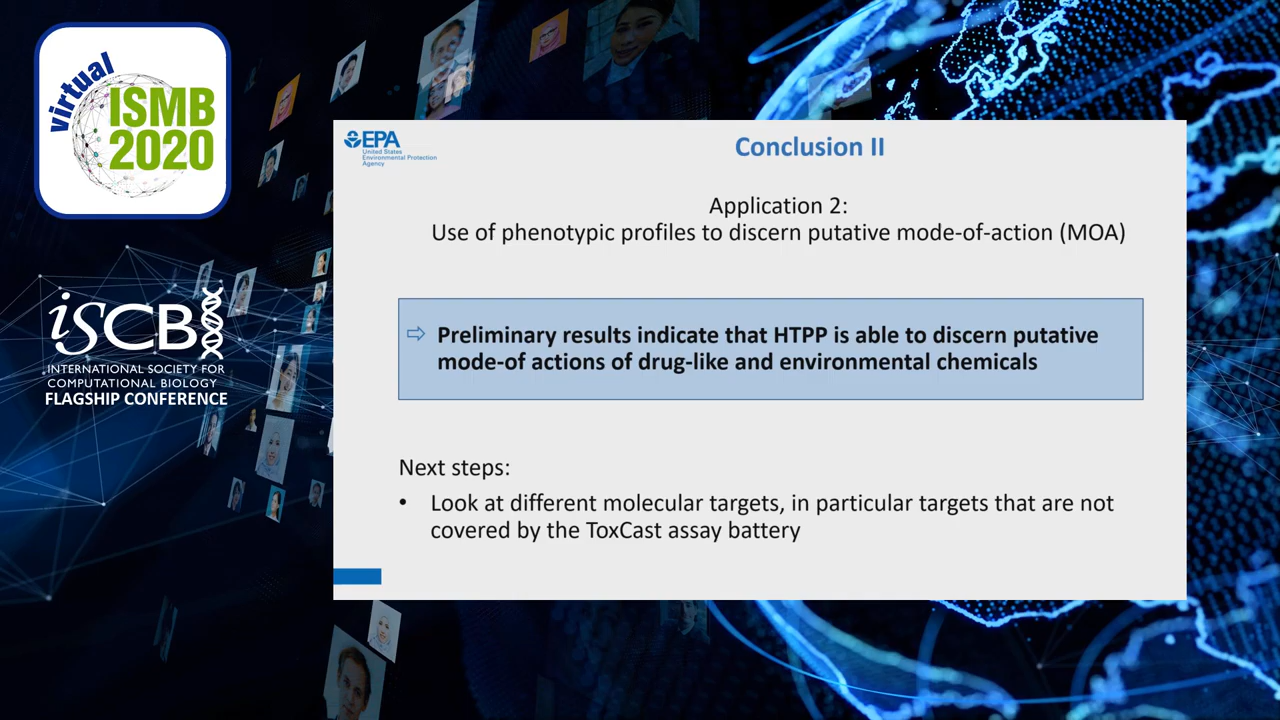 virtual
ISMB
2020
iSCB
INTERNATIONAL SOCIETY FOR
COMPUTATIONAL BIOLOGY
FLAGSHIP CONFERENCE
EPA
United States
Environmental Protection
Agency
Conclusion II
Application 2:
Use of phenotypic profiles to discern putative mode-of-action (MOA)
⇨ Preliminary results indicate that HTPP is able to discern putative
mode-of actions of drug-like and environmental chemicals
Next steps:
• Look at different molecular targets, in particular targets that are not
covered by the ToxCast assay battery